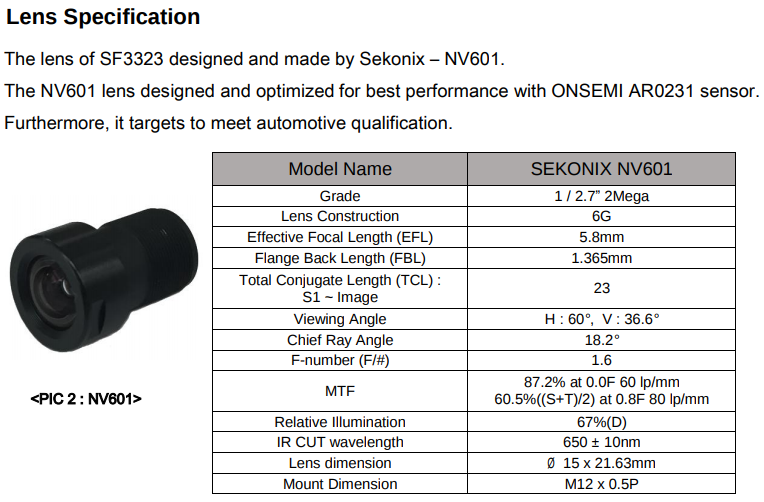 Lens Specification
The lens of SF3323 designed and made by Sekonix – NV601.
The NV601 lens designed and optimized for best performance with ONSEMI AR0231 sensor.
Furthermore, it targets to meet automotive qualification.
Model Name SEKONIX NV601
Grade 1 / 2.7” 2Mega
Lens Construction 6G
Effective Focal Length (EFL) 5.8mm
Flange Back Length (FBL) 1.365mm
Total Conjugate Length (TCL) :
S1 ~ Image
23
Viewing Angle H : 60°, V : 36.6°
Chief Ray Angle 18.2°
F-number (F/#) 1.6
MTF
87.2% at 0.0F 60 lp/mm
60.5%((S+T)/2) at 0.8F 80 lp/mm
Relative Illumination 67%(D)
IR CUT wavelength 650 ± 10nm
Lens dimension Ø 15 x 21.63mm
Mount Dimension M12 x 0.5P
<PIC 2 : NV601>